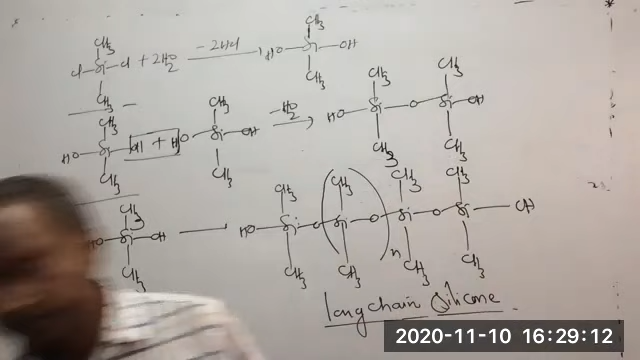 CH3 CH3
Cl-Si-Cl + 2H2O -2HCl HO-Si-OH
CH3 CH3
CH3 CH3 CH3 CH3
HO-Si-OH + HO-Si-OH -H2O HO-Si-O-Si-OH
CH3 CH3 CH3 CH3
CH3 CH3 CH3 CH3 CH3
HO-Si-OH HO-Si-O-(Si-O)n-Si-O-Si-OH
CH3 CH3 CH3 CH3 CH3
Long chain Silicone
2020-11-10 16:29:12